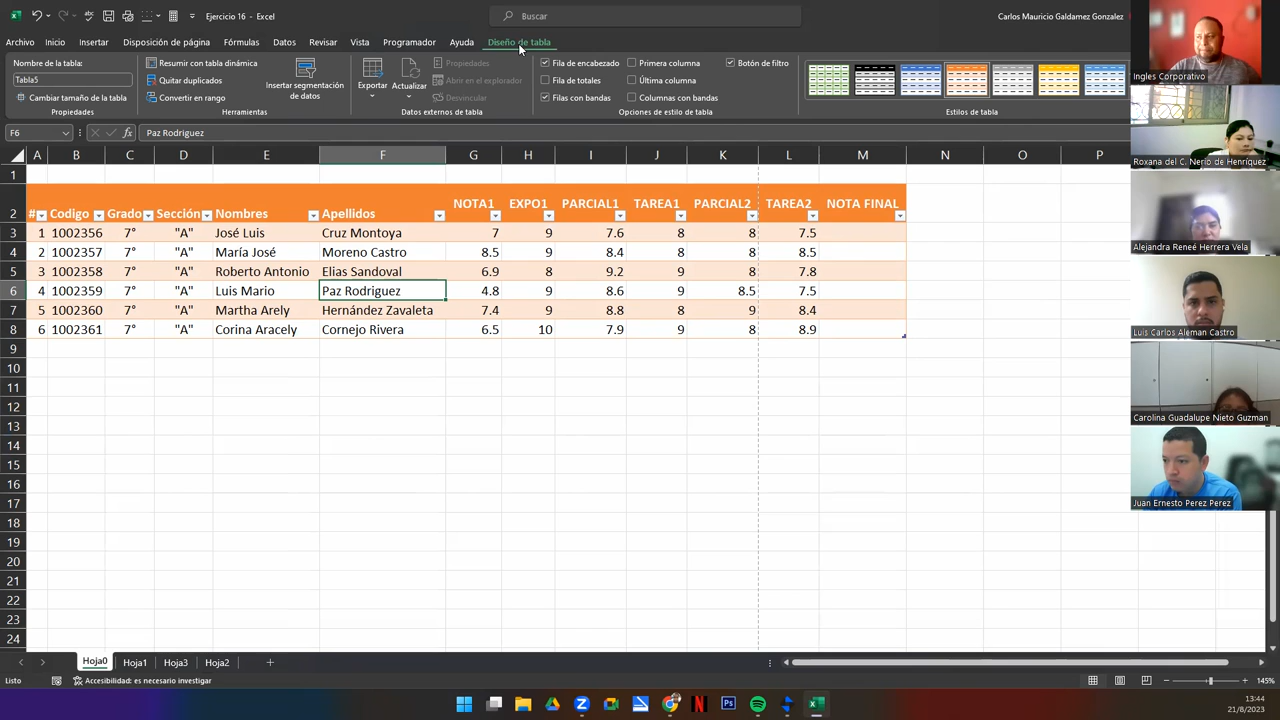 Ejercicio 16 - Excel
Buscar
Carlos Mauricio Galdamez Gonzalez
Archivo Inicio Insertar Disposición de página Fórmulas Datos Revisar Vista Programador Ayuda Diseño de tabla
Nombre de la tabla:
Tabla5
Cambiar tamaño de la tabla
Propiedades
Resumir con tabla dinámica
Quitar duplicados
Convertir en rango
Insertar segmentación
de datos
Herramientas
Exportar
Actualizar
Propiedades
Abrir en el explorador
Desvincular
Datos externos de tabla
Fila de encabezado
Fila de totales
Filas con bandas
Primera columna
Última columna
Columnas con bandas
Botón de filtro
Opciones de estilo de tabla
Estilos de tabla
F6
fx
Paz Rodriguez
A B C D E F G H I J K L M N O P
1
2 # Codigo Grado Sección Nombres Apellidos NOTA1 EXPO1 PARCIAL1 TAREA1 PARCIAL2 TAREA2 NOTA FINAL
3 1 1002356 7° "A" José Luis Cruz Montoya 7 9 7.6 8 8 7.5
4 2 1002357 7° "A" María José Moreno Castro 8.5 9 8.4 8 8 8.5
5 3 1002358 7° "A" Roberto Antonio Elias Sandoval 6.9 8 9.2 9 8 7.8
6 4 1002359 7° "A" Luis Mario Paz Rodriguez 4.8 9 8.6 9 8.5 7.5
7 5 1002360 7° "A" Martha Arely Hernández Zavaleta 7.4 9 8.8 8 9 8.4
8 6 1002361 7° "A" Corina Aracely Cornejo Rivera 6.5 10 7.9 9 8 8.9
9
10
11
12
13
14
15
16
17
18
19
20
21
22
23
24
Hoja0 Hoja1 Hoja3 Hoja2
Listo
Accesibilidad: es necesario investigar
145%
13:44
21/8/2023
Ingles Corporativo
Roxana del C. Nerio de Henríquez
Alejandra Reneé Herrera Vela
Luis Carlos Aleman Castro
Carolina Guadalupe Nieto Guzman
Juan Ernesto Perez Perez